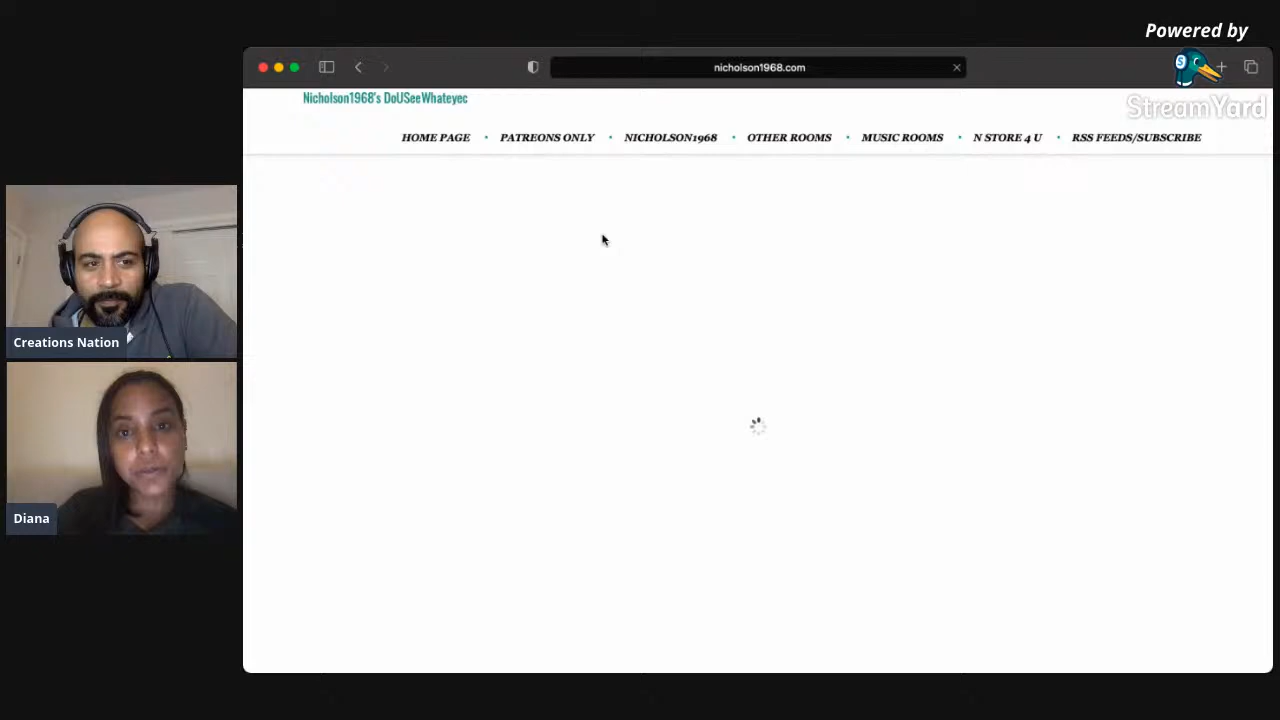 Powered by
StreamYard
nicholson1968.com
Nicholson1968's DoUSeeWhateyec
HOME PAGE • PATREONS ONLY • NICHOLSON1968 • OTHER ROOMS • MUSIC ROOMS • N STORE 4 U • RSS FEEDS/SUBSCRIBE
Creations Nation
Diana